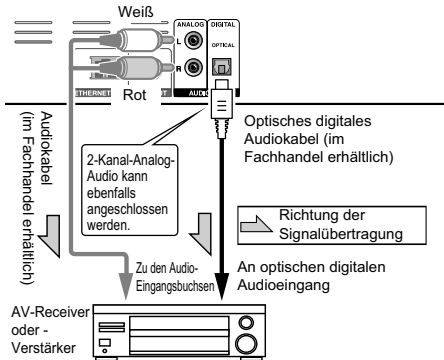 Weiß
ANALOG
DIGITAL
L
OPTICAL
R
ETHERNET
AUDIO
Rot
Audiokabel
(im Fachhandel erhältlich)
2-Kanal-Analog-
Audio kann
ebenfalls
angeschlossen
werden.
Optisches digitales
Audiokabel (im
Fachhandel erhältlich)
Richtung der
Signalübertragung
Zu den Audio-
Eingangsbuchsen
An optischen digitalen
Audioeingang
AV-Receiver
oder -
Verstärker